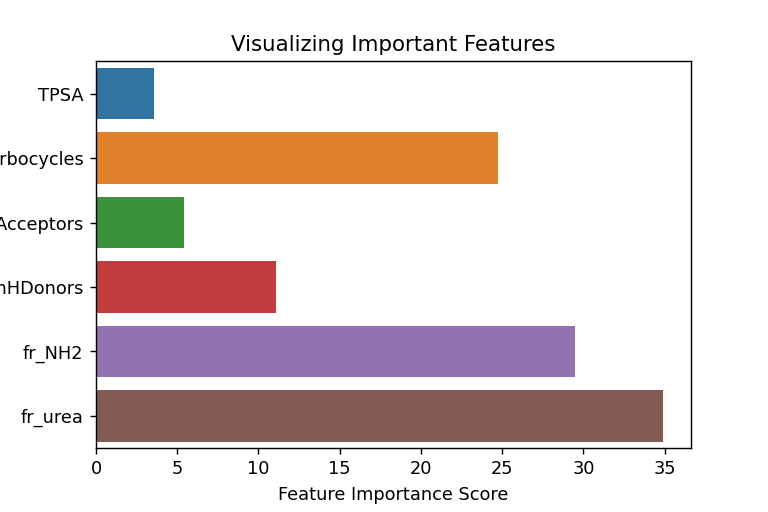 Visualizing Important Features
TPSA
rbocycles
Acceptors
nHDonors
fr_NH2
fr_urea
0 5 10 15 20 25 30 35
Feature Importance Score